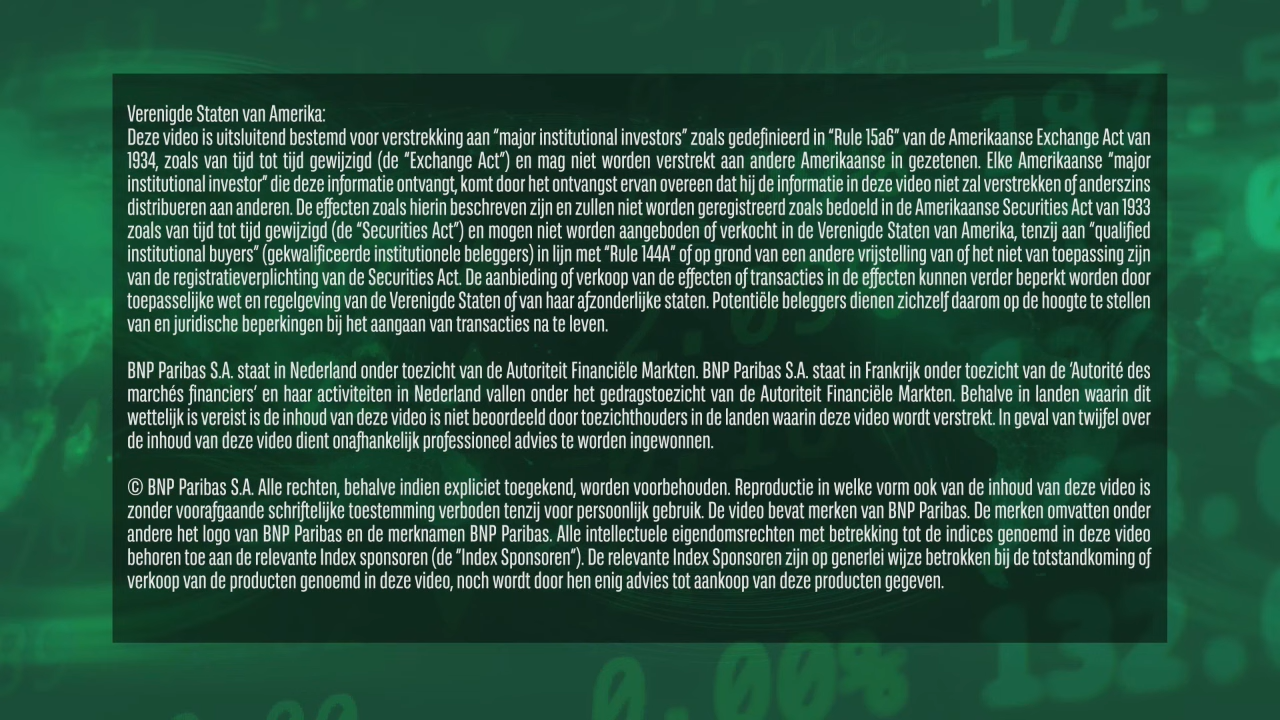 Verenigde Staten van Amerika:
Deze video is uitsluitend bestemd voor verstrekking aan "major institutional investors" zoals gedefinieerd in "Rule 15a6" van de Amerikaanse Exchange Act van
1934, zoals van tijd tot tijd gewijzigd (de "Exchange Act") en mag niet worden verstrekt aan andere Amerikaanse in gezetenen. Elke Amerikaanse "major
institutional investor" die deze informatie ontvangt, komt door het ontvangst ervan overeen dat hij de informatie in deze video niet zal verstrekken of anderszins
distribueren aan anderen. De effecten zoals hierin beschreven zijn en zullen niet worden geregistreerd zoals bedoeld in de Amerikaanse Securities Act van 1933
zoals van tijd tot tijd gewijzigd (de "Securities Act") en mogen niet worden aangeboden of verkocht in de Verenigde Staten van Amerika, tenzij aan "qualified
institutional buyers" (gekwalificeerde institutionele beleggers) in lijn met "Rule 144A" of op grond van een andere vrijstelling van of het niet van toepassing zijn
van de registratieverplichting van de Securities Act. De aanbieding of verkoop van de effecten of transacties in de effecten kunnen verder beperkt worden door
toepasselijke wet en regelgeving van de Verenigde Staten of van haar afzonderlijke staten. Potentiële beleggers dienen zichzelf daarom op de hoogte te stellen
van en juridische beperkingen bij het aangaan van transacties na te leven.
BNP Paribas S.A. staat in Nederland onder toezicht van de Autoriteit Financiële Markten. BNP Paribas S.A. staat in Frankrijk onder toezicht van de 'Autorité des
marchés financiers' en haar activiteiten in Nederland vallen onder het gedragstoezicht van de Autoriteit Financiële Markten. Behalve in landen waarin dit
wettelijk is vereist is de inhoud van deze video is niet beoordeeld door toezichthouders in de landen waarin deze video wordt verstrekt. In geval van twijfel over
de inhoud van deze video dient onafhankelijk professioneel advies te worden ingewonnen.
© BNP Paribas S.A. Alle rechten, behalve indien expliciet toegekend, worden voorbehouden. Reproductie in welke vorm ook van de inhoud van deze video is
zonder voorafgaande schriftelijke toestemming verboden tenzij voor persoonlijk gebruik. De video bevat merken van BNP Paribas. De merken omvatten onder
andere het logo van BNP Paribas en de merknamen BNP Paribas. Alle intellectuele eigendomsrechten met betrekking tot de indices genoemd in deze video
behoren toe aan de relevante Index sponsoren (de "Index Sponsoren"). De relevante Index Sponsoren zijn op generlei wijze betrokken bij de totstandkoming of
verkoop van de producten genoemd in deze video, noch wordt door hen enig advies tot aankoop van deze producten gegeven.
0.00%